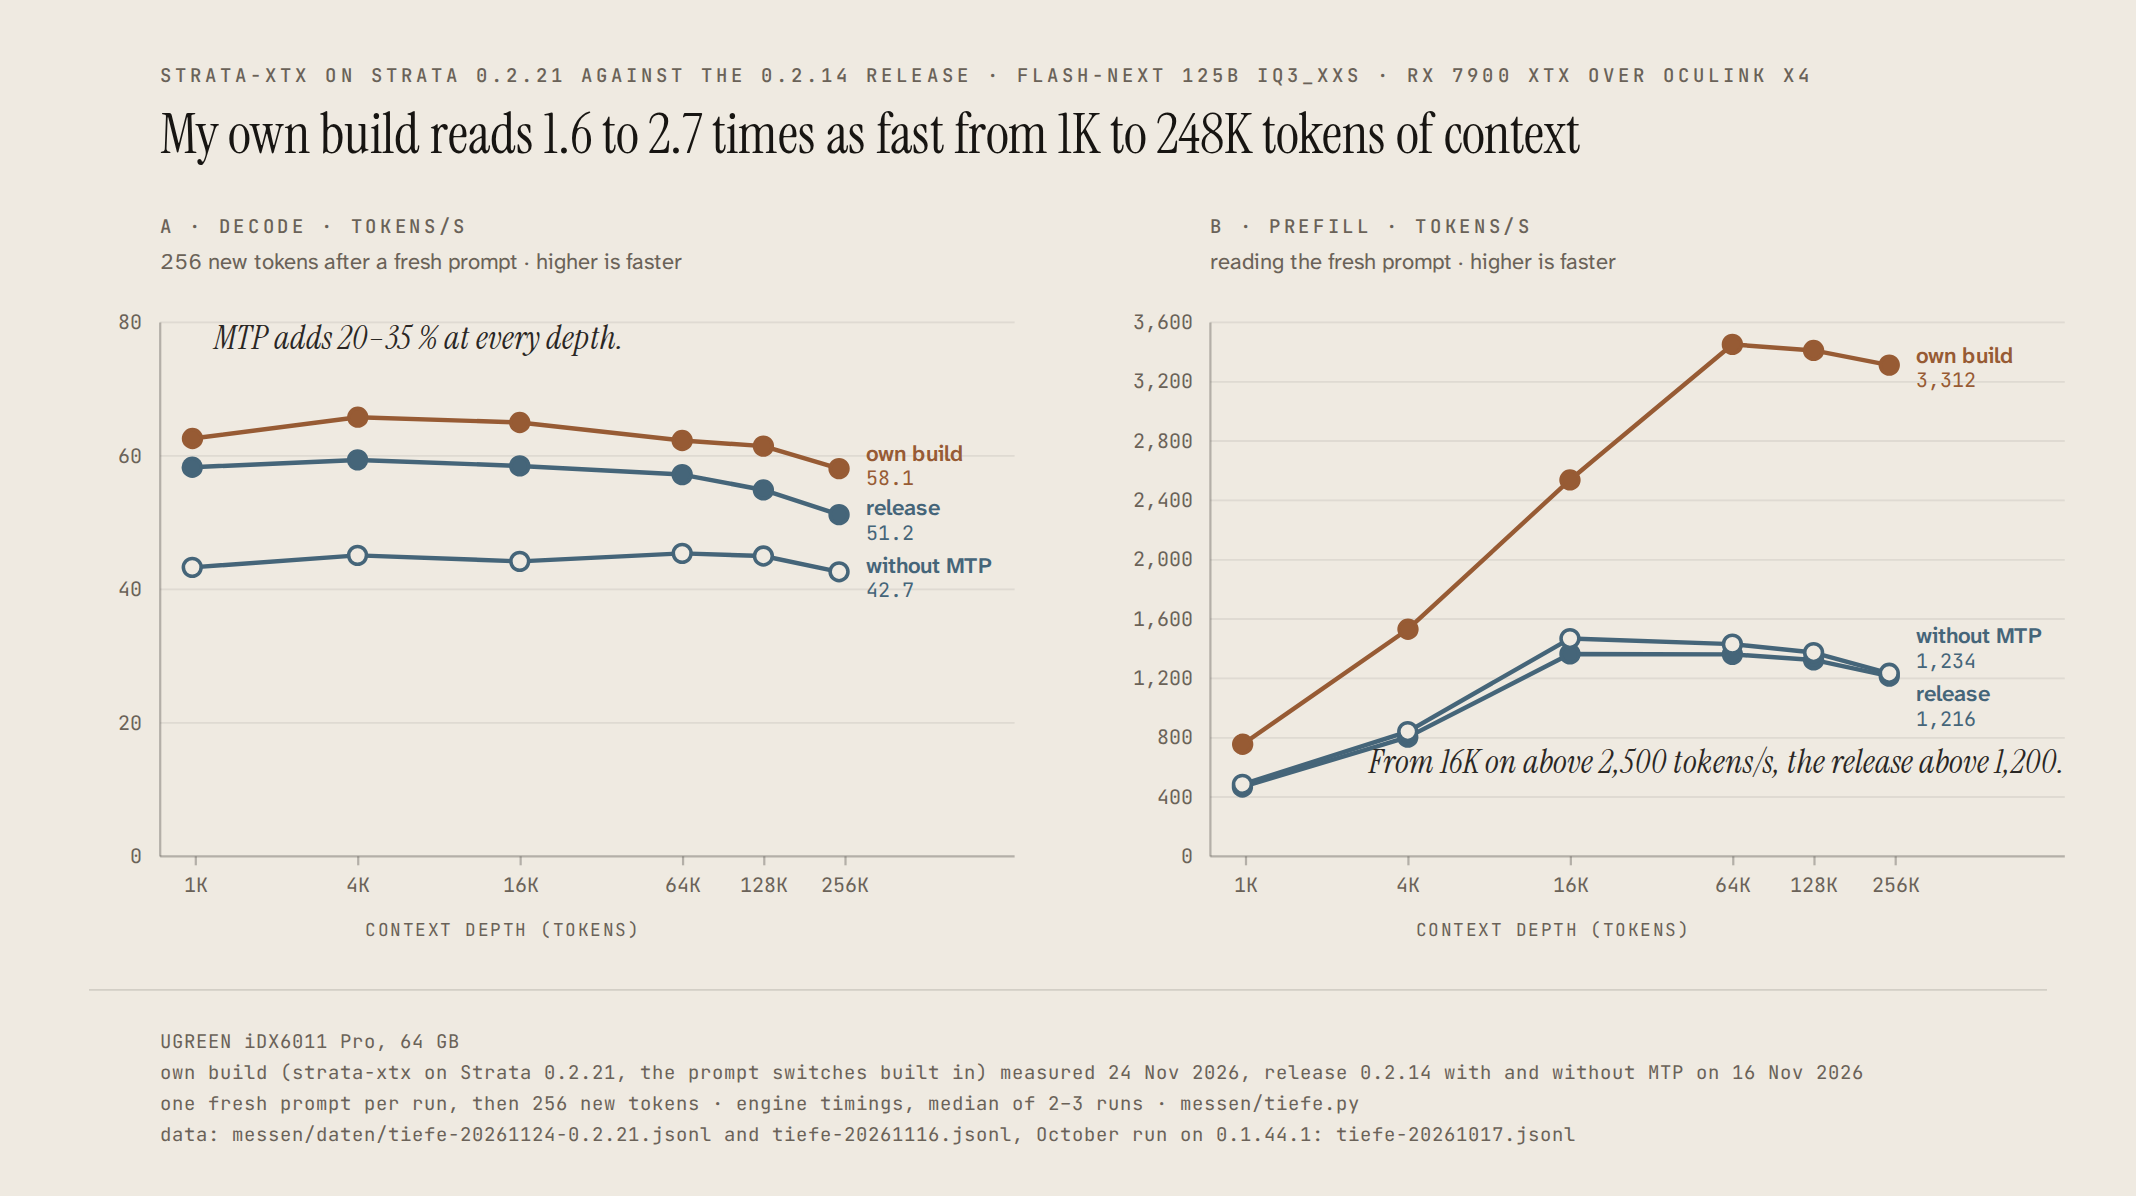 STRATA-XTX ON STRATA 0.2.21 AGAINST THE 0.2.14 RELEASE · FLASH-NEXT 125B IQ3_XXS · RX 7900 XTX OVER OCULINK X4
My own build reads 1.6 to 2.7 times as fast from 1K to 248K tokens of context
A · DECODE · TOKENS/S
256 new tokens after a fresh prompt · higher is faster
80
MTP adds 20–35 % at every depth.
60
own build
58.1
release
51.2
without MTP
42.7
40
20
0
1K 4K 16K 64K 128K 256K
CONTEXT DEPTH (TOKENS)
B · PREFILL · TOKENS/S
reading the fresh prompt · higher is faster
3,600
own build
3,312
3,200
2,800
2,400
2,000
1,600
without MTP
1,234
1,200
release
1,216
800
From 16K on above 2,500 tokens/s, the release above 1,200.
400
0
1K 4K 16K 64K 128K 256K
CONTEXT DEPTH (TOKENS)
UGREEN iDX6011 Pro, 64 GB
own build (strata-xtx on Strata 0.2.21, the prompt switches built in) measured 24 Nov 2026, release 0.2.14 with and without MTP on 16 Nov 2026
one fresh prompt per run, then 256 new tokens · engine timings, median of 2–3 runs · messen/tiefe.py
data: messen/daten/tiefe-20261124-0.2.21.jsonl and tiefe-20261116.jsonl, October run on 0.1.44.1: tiefe-20261017.jsonl